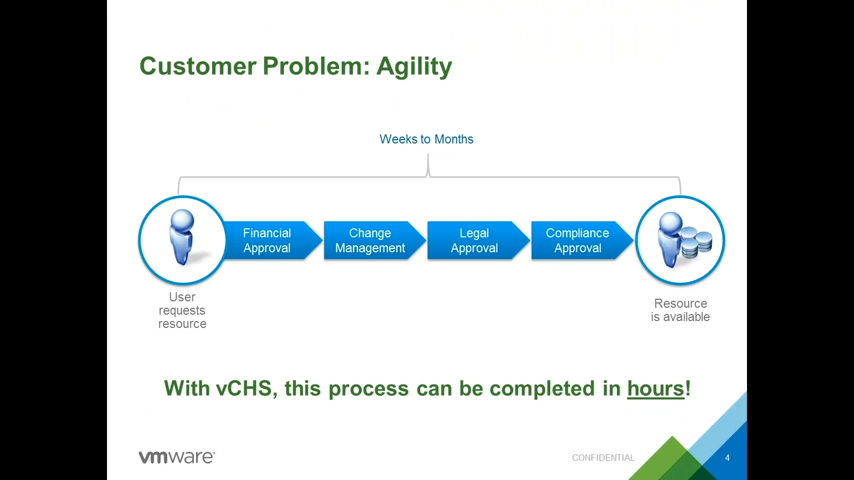 Customer Problem: Agility
Weeks to Months
Financial
Approval
Change
Management
Legal
Approval
Compliance
Approval
User
requests
resource
Resource
is available
With vCHS, this process can be completed in hours!
vmware
CONFIDENTIAL
4